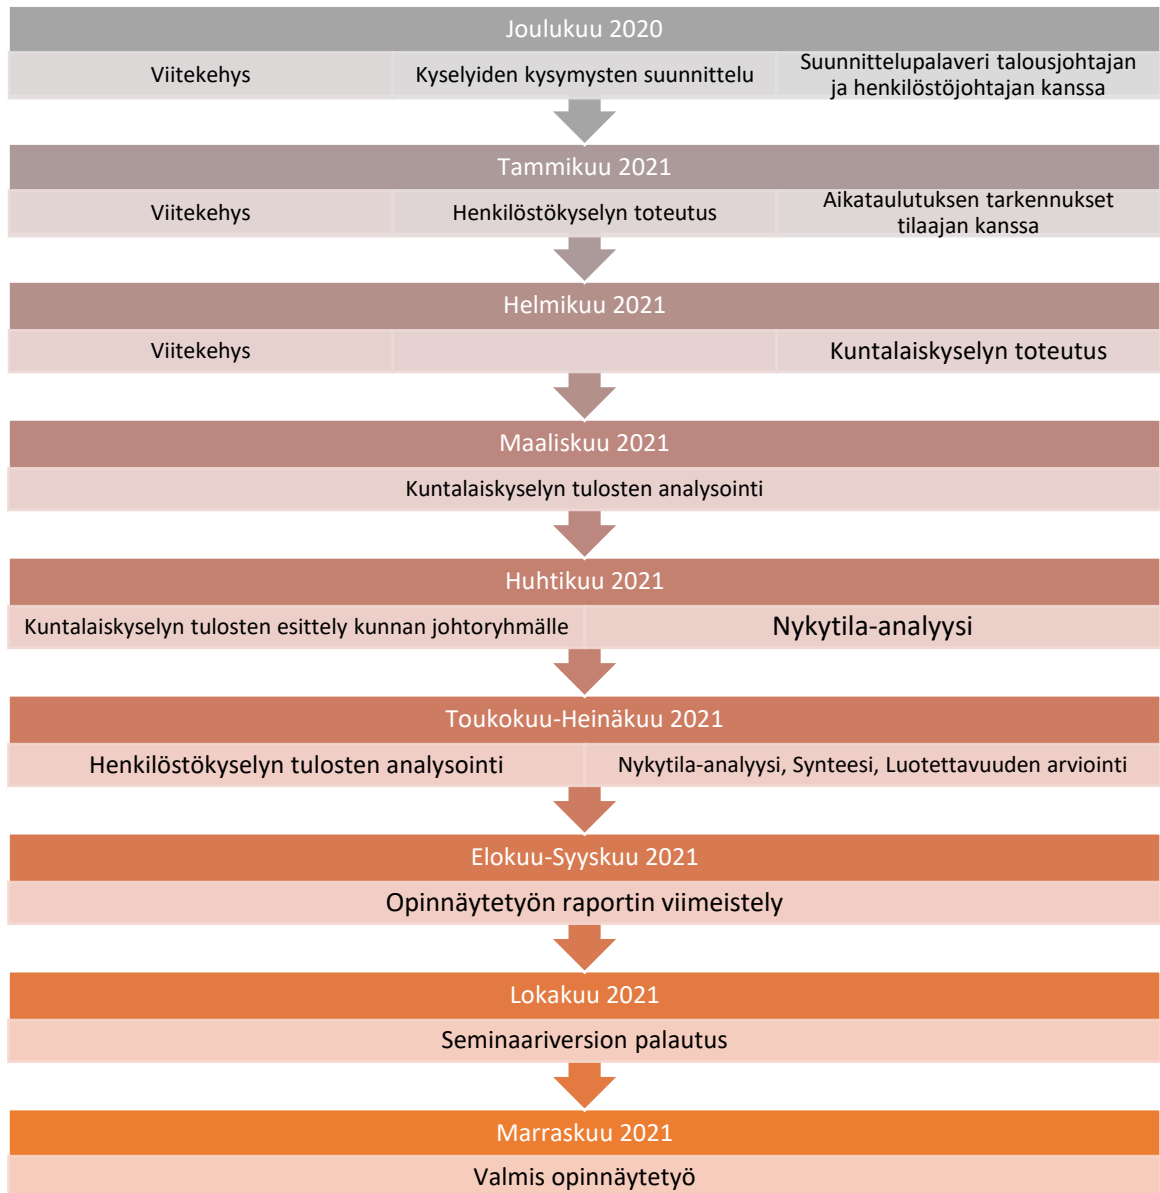 Joulukuu 2020
Viitekehys
Kyselyiden kysymysten suunnittelu
Suunnittelupalaveri talousjohtajan
ja henkilöstöjohtajan kanssa
Tammikuu 2021
Viitekehys
Henkilöstökyselyn toteutus
Aikataulutuksen tarkennukset
tilaajan kanssa
Helmikuu 2021
Viitekehys
Kuntalaiskyselyn toteutus
Maaliskuu 2021
Kuntalaiskyselyn tulosten analysointi
Huhtikuu 2021
Kuntalaiskyselyn tulosten esittely kunnan johtoryhmälle
Nykytila-analyysi
Toukokuu-Heinäkuu 2021
Henkilöstökyselyn tulosten analysointi
Nykytila-analyysi, Synteesi, Luotettavuuden arviointi
Elokuu-Syyskuu 2021
Opinnäytetyön raportin viimeistely
Lokakuu 2021
Seminaariversion palautus
Marraskuu 2021
Valmis opinnäytetyö